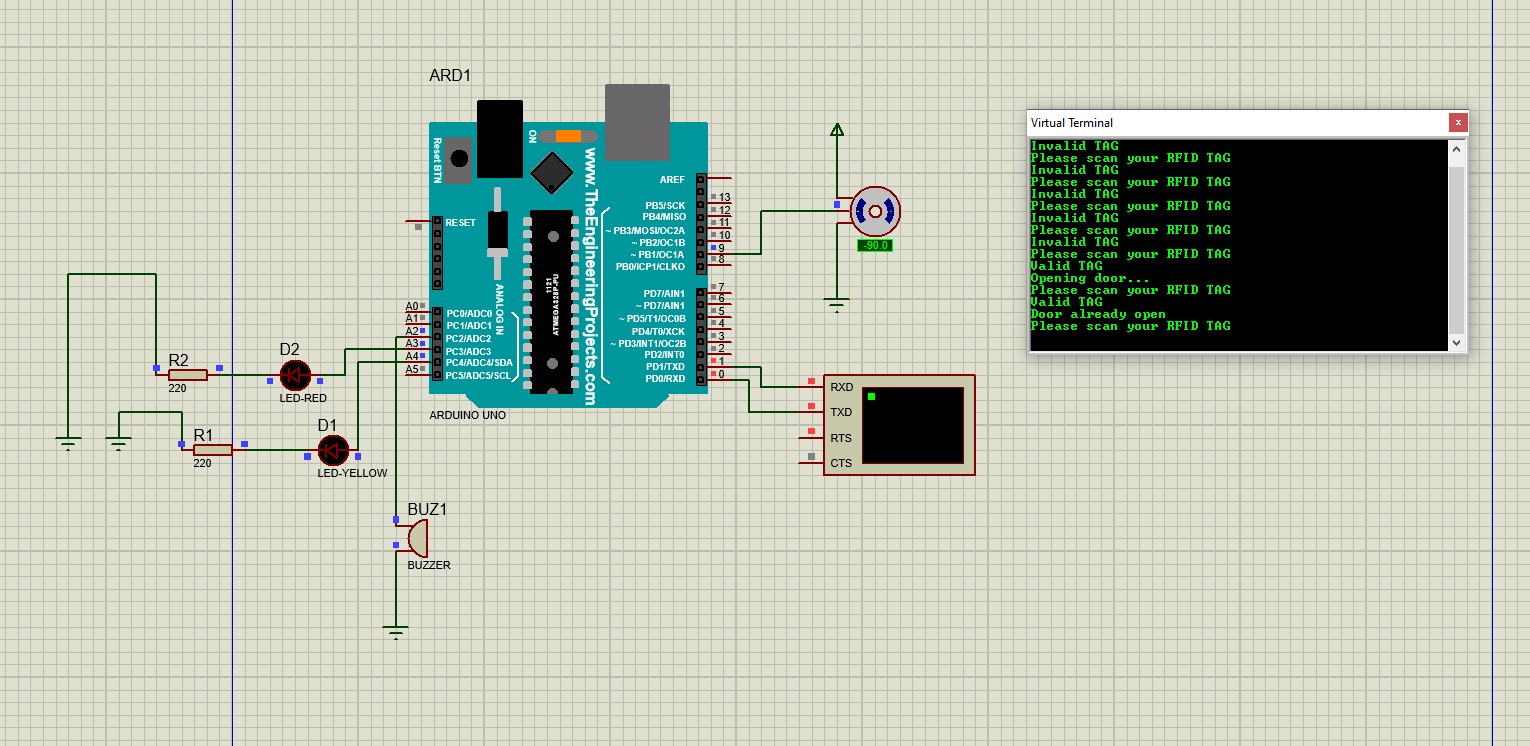 ARD1
Reset BTN
ON
www.TheEngineeringProjects.com
RESET
ANALOG IN
1121
ATMEGA328P-PU
AREF
PB5/SCK 13
PB4/MISO 12
~ PB3/MOSI/OC2A 11
~ PB2/OC1B 10
~ PB1/OC1A 9
PB0/ICP1/CLKO 8
PD7/AIN1 7
~ PD7/AIN1 6
~ PD5/T1/OC0B 5
PD4/T0/XCK 4
~ PD3/INT1/OC2B 3
PD2/INT0 2
PD1/TXD 1
PD0/RXD 0
A0 PC0/ADC0
A1 PC1/ADC1
A2 PC2/ADC2
A3 PC3/ADC3
A4 PC4/ADC4/SDA
A5 PC5/ADC5/SCL
ARDUINO UNO
R2
220
D2
LED-RED
R1
220
D1
LED-YELLOW
BUZ1
BUZZER
-90.0
RXD
TXD
RTS
CTS
Virtual Terminal
x
Invalid TAG
Please scan your RFID TAG
Invalid TAG
Please scan your RFID TAG
Invalid TAG
Please scan your RFID TAG
Invalid TAG
Please scan your RFID TAG
Invalid TAG
Please scan your RFID TAG
Valid TAG
Opening door...
Please scan your RFID TAG
Valid TAG
Door already open
Please scan your RFID TAG